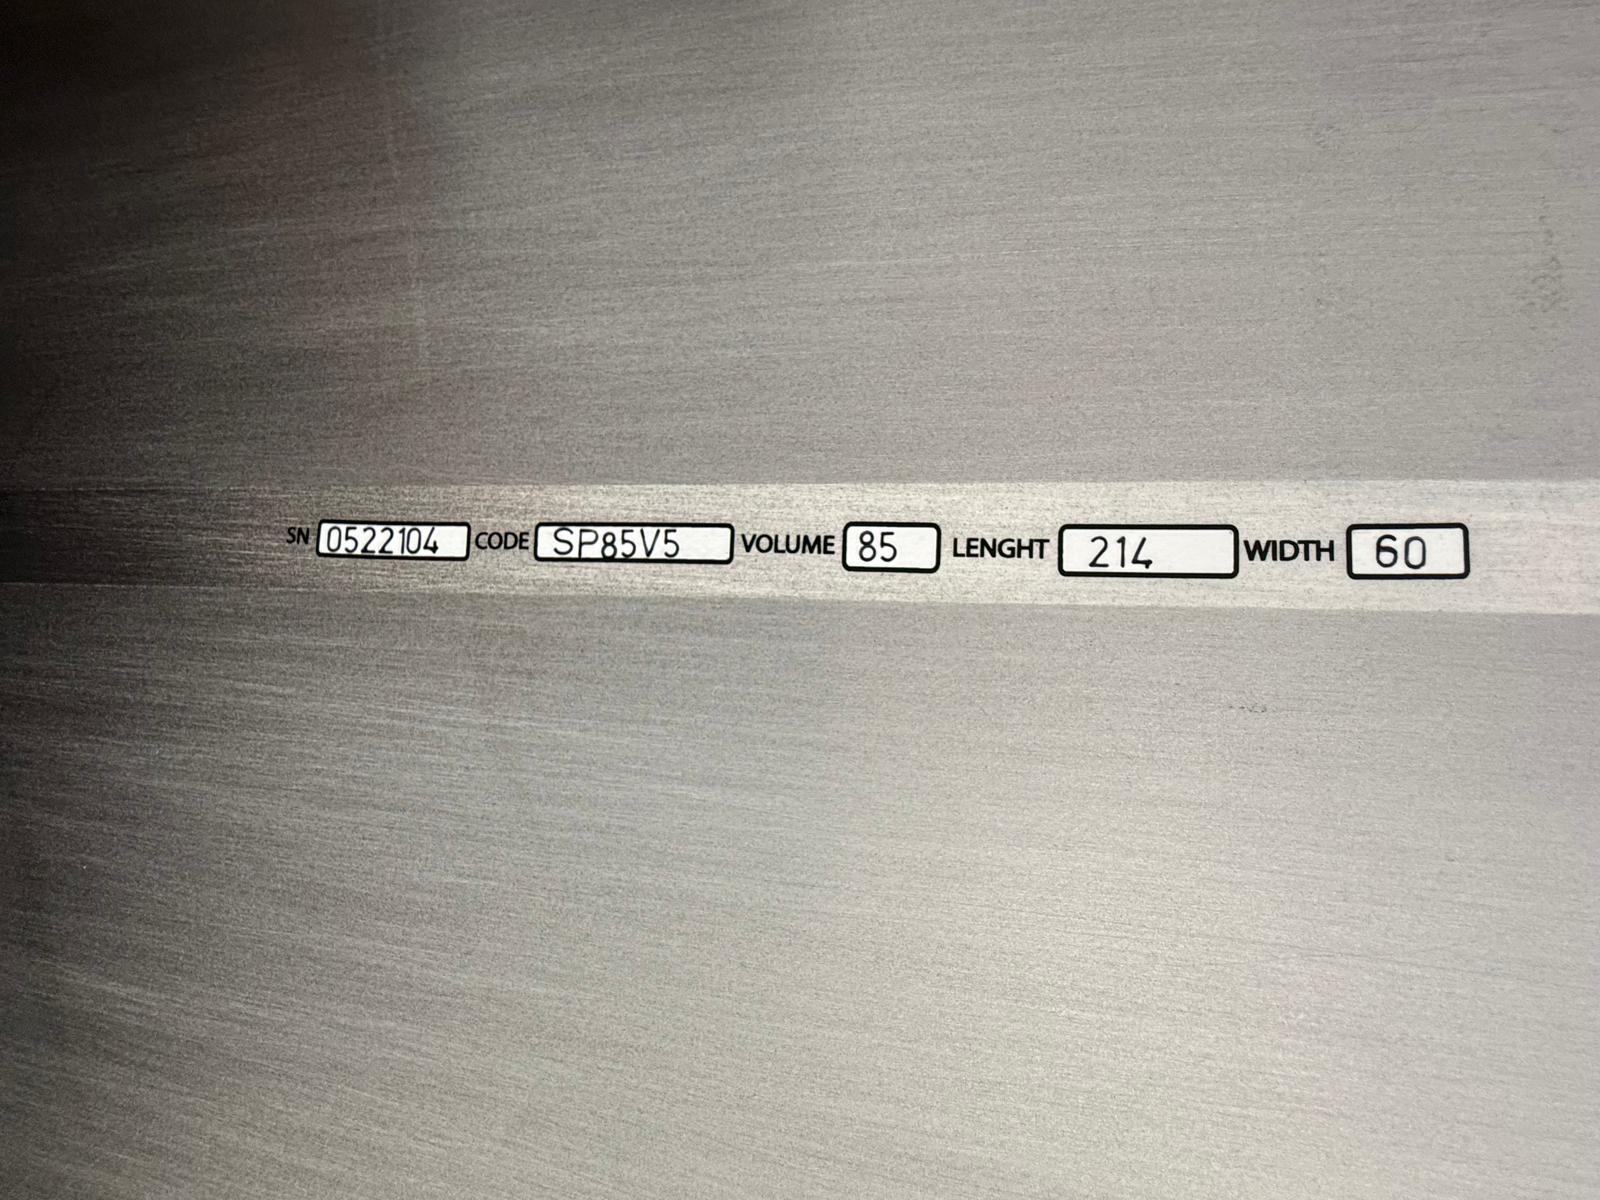 SN 0522104 CODE SP85V5 VOLUME 85 LENGHT 214 WIDTH 60